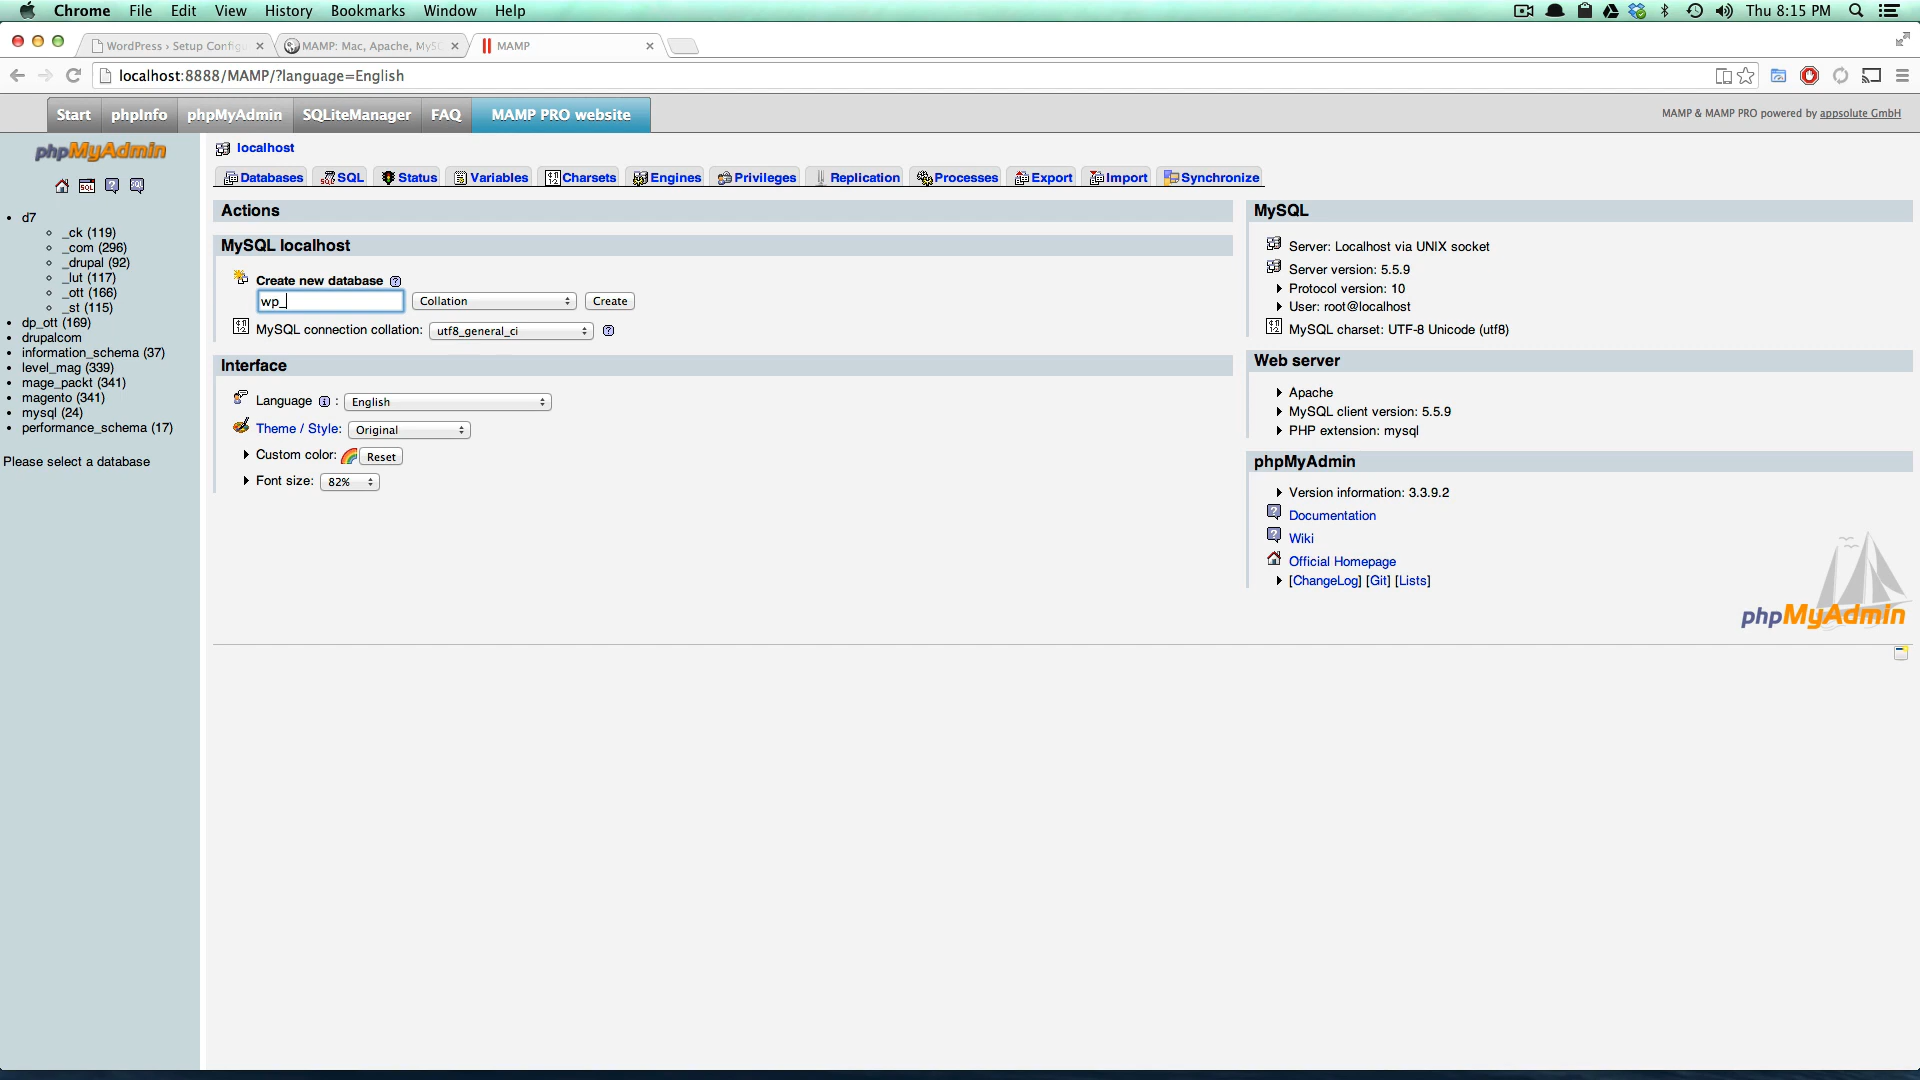 Chrome File Edit View History Bookmarks Window Help Thu 8:15 PM
WordPress › Setup Configu MAMP: Mac, Apache, MySQ MAMP
localhost:8888/MAMP/?language=English
Start phpInfo phpMyAdmin SQLiteManager FAQ MAMP PRO website MAMP & MAMP PRO powered by appsolute GmbH
phpMyAdmin
d7
_ck (119)
_com (296)
_drupal (92)
_lut (117)
_ott (166)
_st (115)
dp_ott (169)
drupalcom
information_schema (37)
level_mag (339)
mage_packt (341)
magento (341)
mysql (24)
performance_schema (17)
Please select a database
localhost
Databases SQL Status Variables Charsets Engines Privileges Replication Processes Export Import Synchronize
Actions
MySQL localhost
Create new database
wp_ Collation Create
MySQL connection collation: utf8_general_ci
Interface
Language : English
Theme / Style: Original
Custom color: Reset
Font size: 82%
MySQL
Server: Localhost via UNIX socket
Server version: 5.5.9
Protocol version: 10
User: root@localhost
MySQL charset: UTF-8 Unicode (utf8)
Web server
Apache
MySQL client version: 5.5.9
PHP extension: mysql
phpMyAdmin
Version information: 3.3.9.2
Documentation
Wiki
Official Homepage
[ChangeLog] [Git] [Lists]
phpMyAdmin